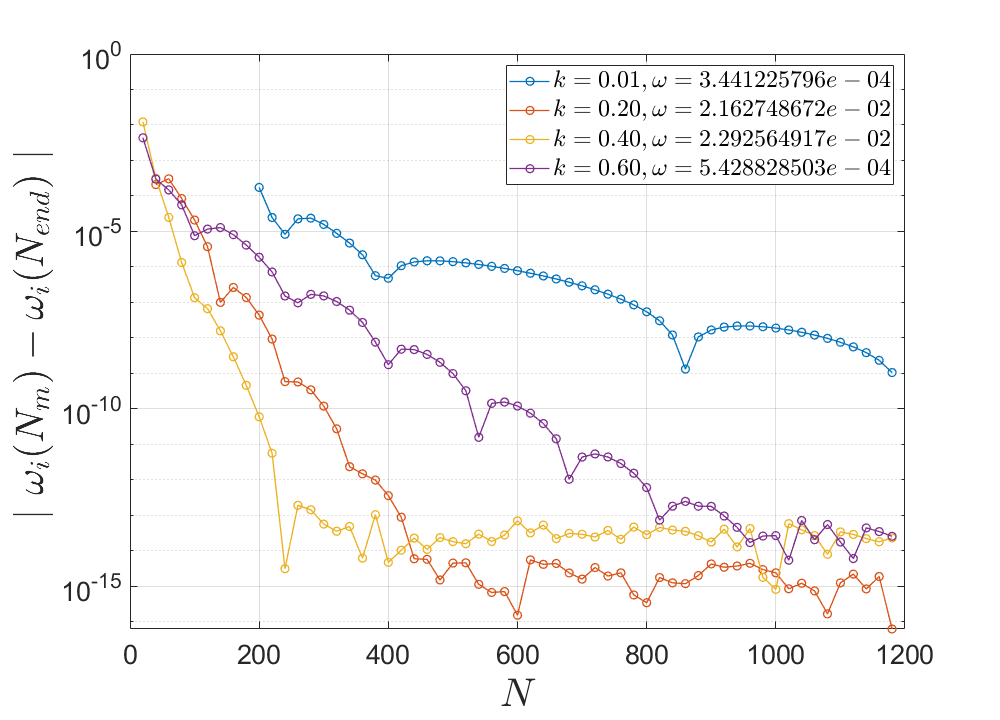 10^0
10^-5
10^-10
10^-15
| ω_i(N_m) − ω_i(N_end) |
k = 0.01, ω = 3.441225796e − 04
k = 0.20, ω = 2.162748672e − 02
k = 0.40, ω = 2.292564917e − 02
k = 0.60, ω = 5.428828503e − 04
0 200 400 600 800 1000 1200
N